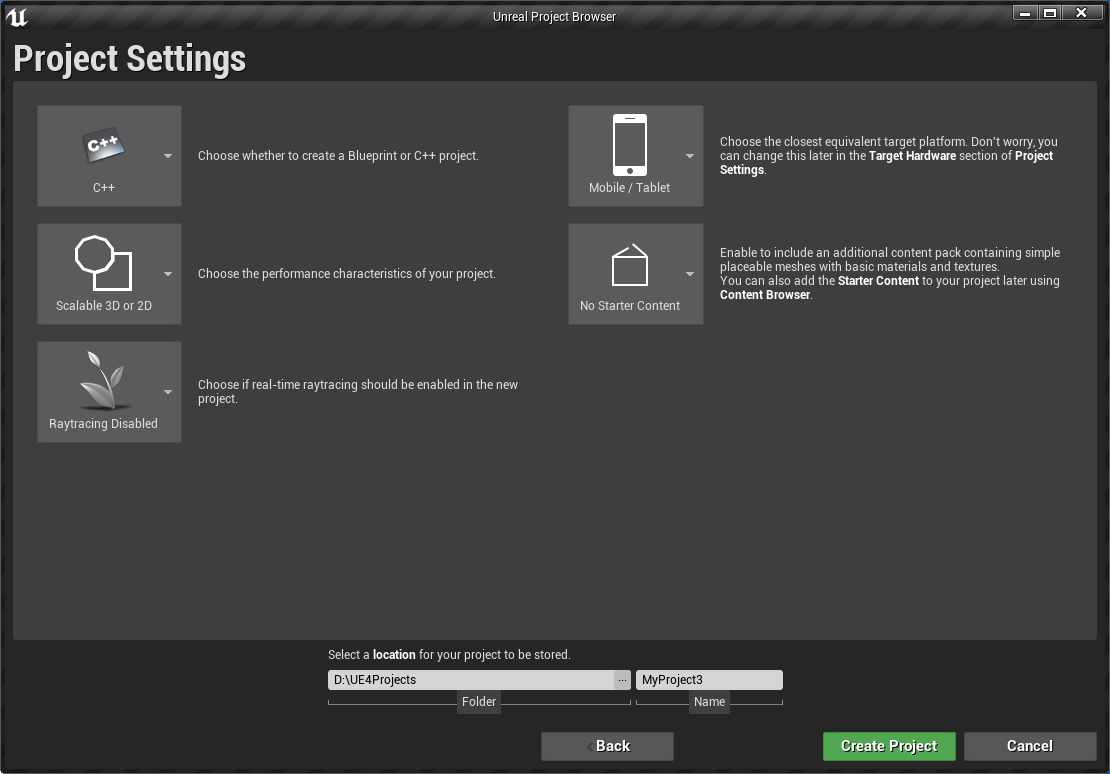 Unreal Project Browser
Project Settings
C++
C++
Choose whether to create a Blueprint or C++ project.
Mobile / Tablet
Choose the closest equivalent target platform. Don't worry, you
can change this later in the Target Hardware section of Project
Settings.
Scalable 3D or 2D
Choose the performance characteristics of your project.
No Starter Content
Enable to include an additional content pack containing simple
placeable meshes with basic materials and textures.
You can also add the Starter Content to your project later using
Content Browser.
Raytracing Disabled
Choose if real-time raytracing should be enabled in the new
project.
Select a location for your project to be stored.
D:\UE4Projects
...
MyProject3
Folder
Name
< Back
Create Project
Cancel